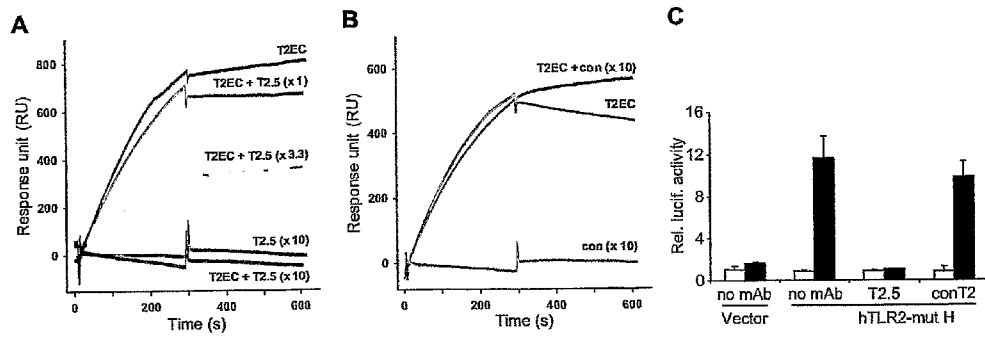 A
Response unit (RU)
800
600
400
200
0
T2EC
T2EC + T2.5 (x1)
T2EC + T2.5 (x3.3)
T2.5 (x10)
T2EC + T2.5 (x10)
0 200 400 600
Time (s)
B
Response unit (RU)
600
400
200
0
T2EC +con (x10)
T2EC
con (x10)
0 200 400 600
Time (s)
C
Rel. lucif. activity
16
12
8
4
0
no mAb no mAb T2.5 conT2
Vector hTLR2-mut H